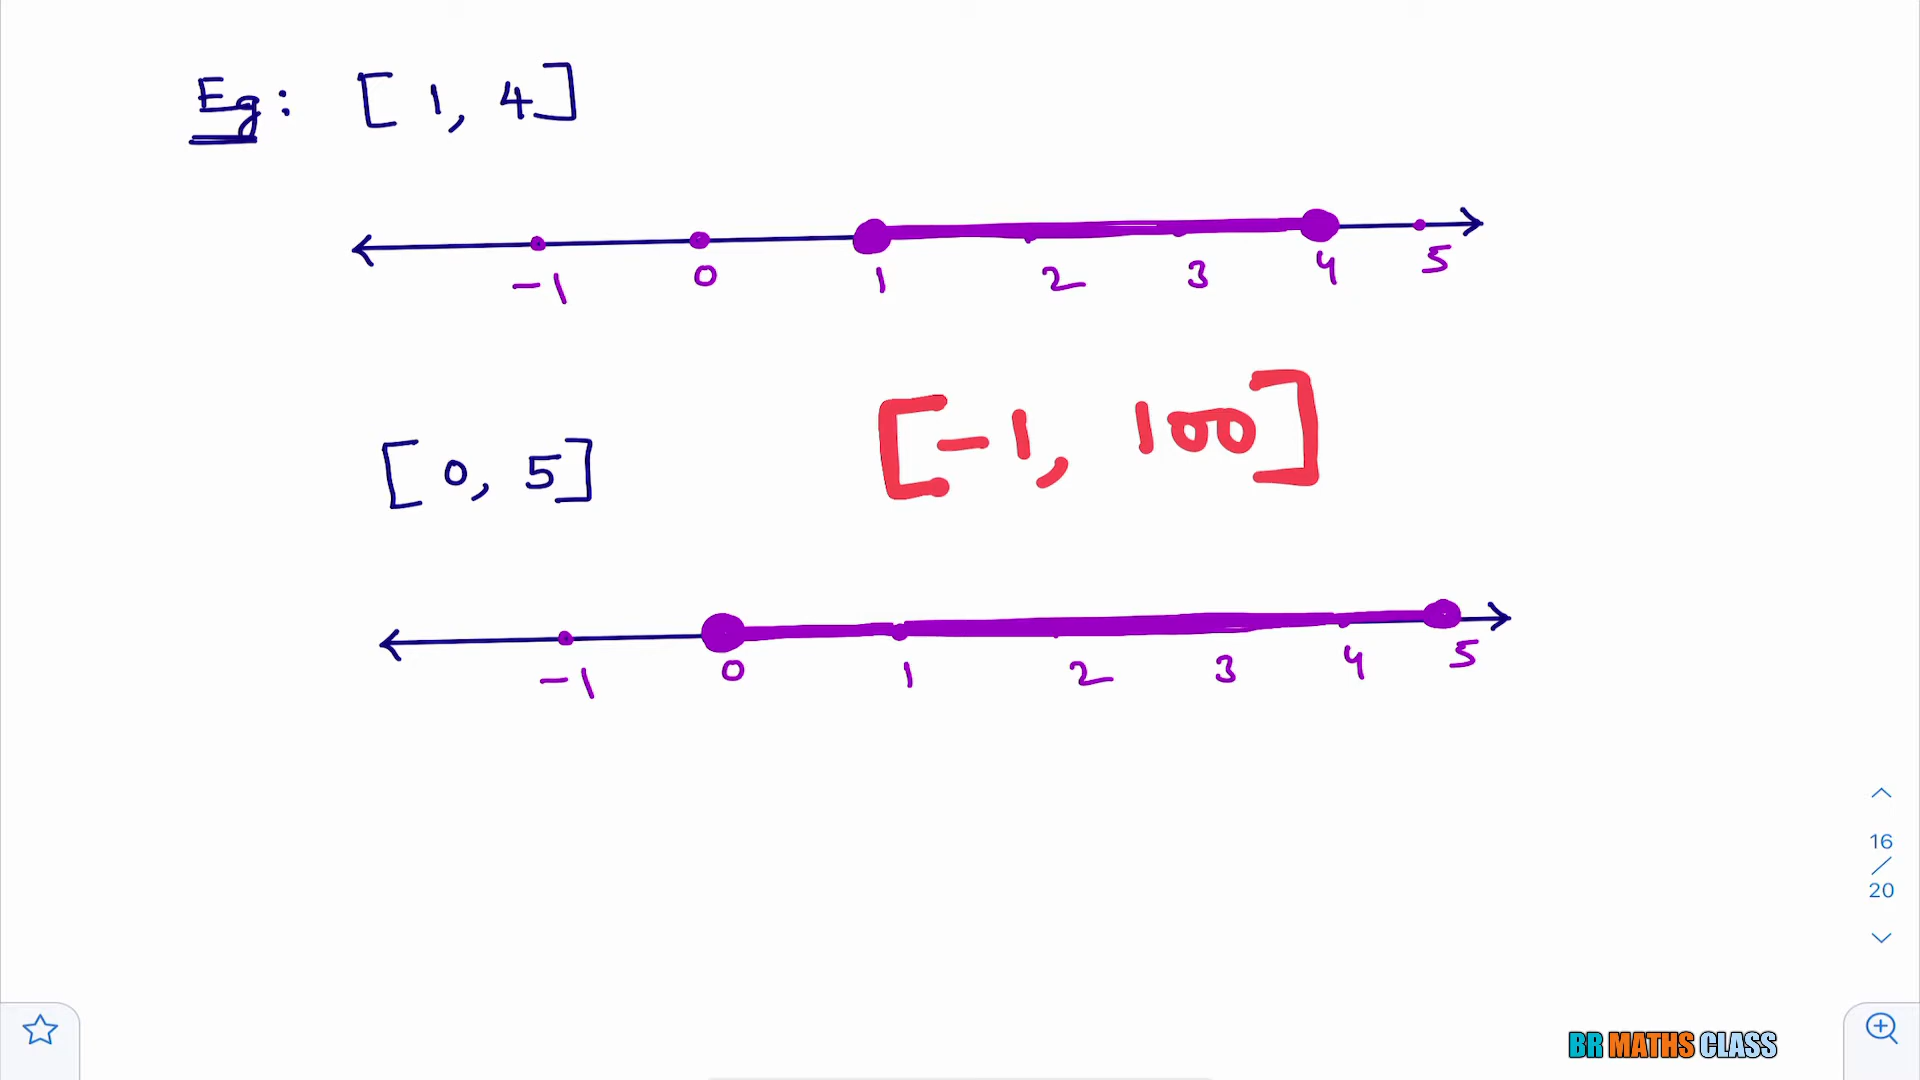 Eg: [1, 4]
-1 0 1 2 3 4 5
[0, 5] [-1, 100]
-1 0 1 2 3 4 5
16
/
20
BR MATHS CLASS